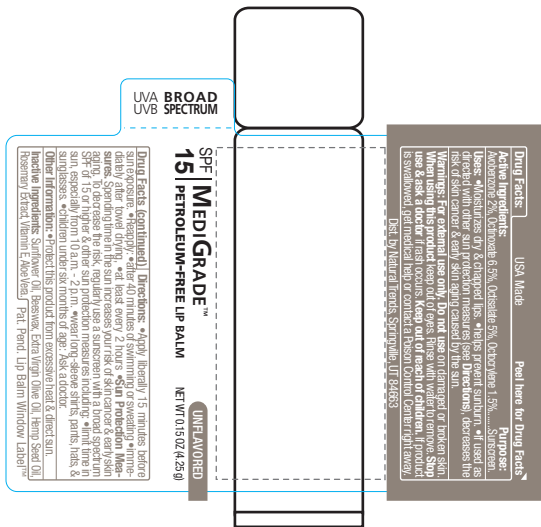 UVA BROAD
UVB SPECTRUM
SPF 15 MEDIGRADE™
PETROLEUM-FREE LIP BALM
UNFLAVORED
NET WT 0.15 OZ (4.25 g)
Drug Facts (continued) Directions: •Apply liberally 15 minutes before
sun exposure. •Reapply: •after 40 minutes of swimming or sweating •imme-
diately after towel drying. •at least every 2 hours •Sun Protection Mea-
sures. Spending time in the sun increases your risk of skin cancer & early skin
aging. To decrease the risk, regularly use a sunscreen with a broad spectrum
SPF of 15 or higher & other sun protection measures including: •limit time in
sun, especially from 10 a.m. - 2 p.m. •wear long-sleeve shirts, pants, hats, &
sunglasses. •children under six months of age: Ask a doctor.
Other Information: •Protect this product from excessive heat & direct sun.
Inactive Ingredients: Sunflower Oil, Beeswax, Extra Virgin Olive Oil, Hemp Seed Oil,
Rosemary Extract, Vitamin E, Aloe Vera. Pat. Pend. Lip Balm Window Label™
Drug Facts: USA Made Peel here for Drug Facts
Active Ingredients: Purpose:
Avobenzone 2%, Octinoxate 6.5%, Octisalate 5%, Octocrylene 1.5%.......Sunscreen.
Uses: •Moisturizes dry & chapped lips. •helps prevent sunburn. •If used as
directed with other sun protection measures (see Directions), decreases the
risk of skin cancer & early skin aging caused by the sun.
Warnings: For external use only. Do not use on damaged or broken skin.
When using this product keep out of eyes. Rinse with water to remove. Stop
use & ask a doctor if rash occurs. Keep out of reach of children. If product
is swallowed, get medical help or contact a Poison Control Center right away.
Dist. by Natural Trends, Springville, UT 84663